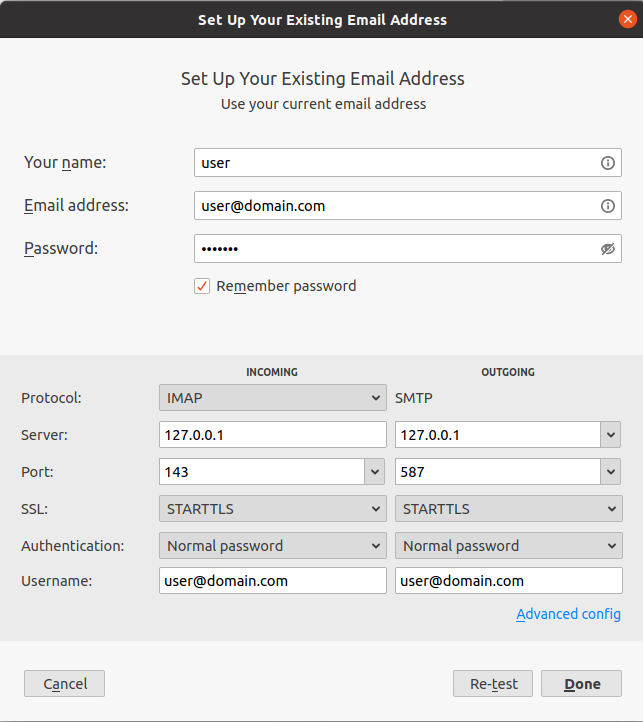 Set Up Your Existing Email Address
Set Up Your Existing Email Address
Use your current email address
Your name: user
Email address: user@domain.com
Password: •••••••
Remember password
INCOMING OUTGOING
Protocol: IMAP SMTP
Server: 127.0.0.1 127.0.0.1
Port: 143 587
SSL: STARTTLS STARTTLS
Authentication: Normal password Normal password
Username: user@domain.com user@domain.com
Advanced config
Cancel Re-test Done